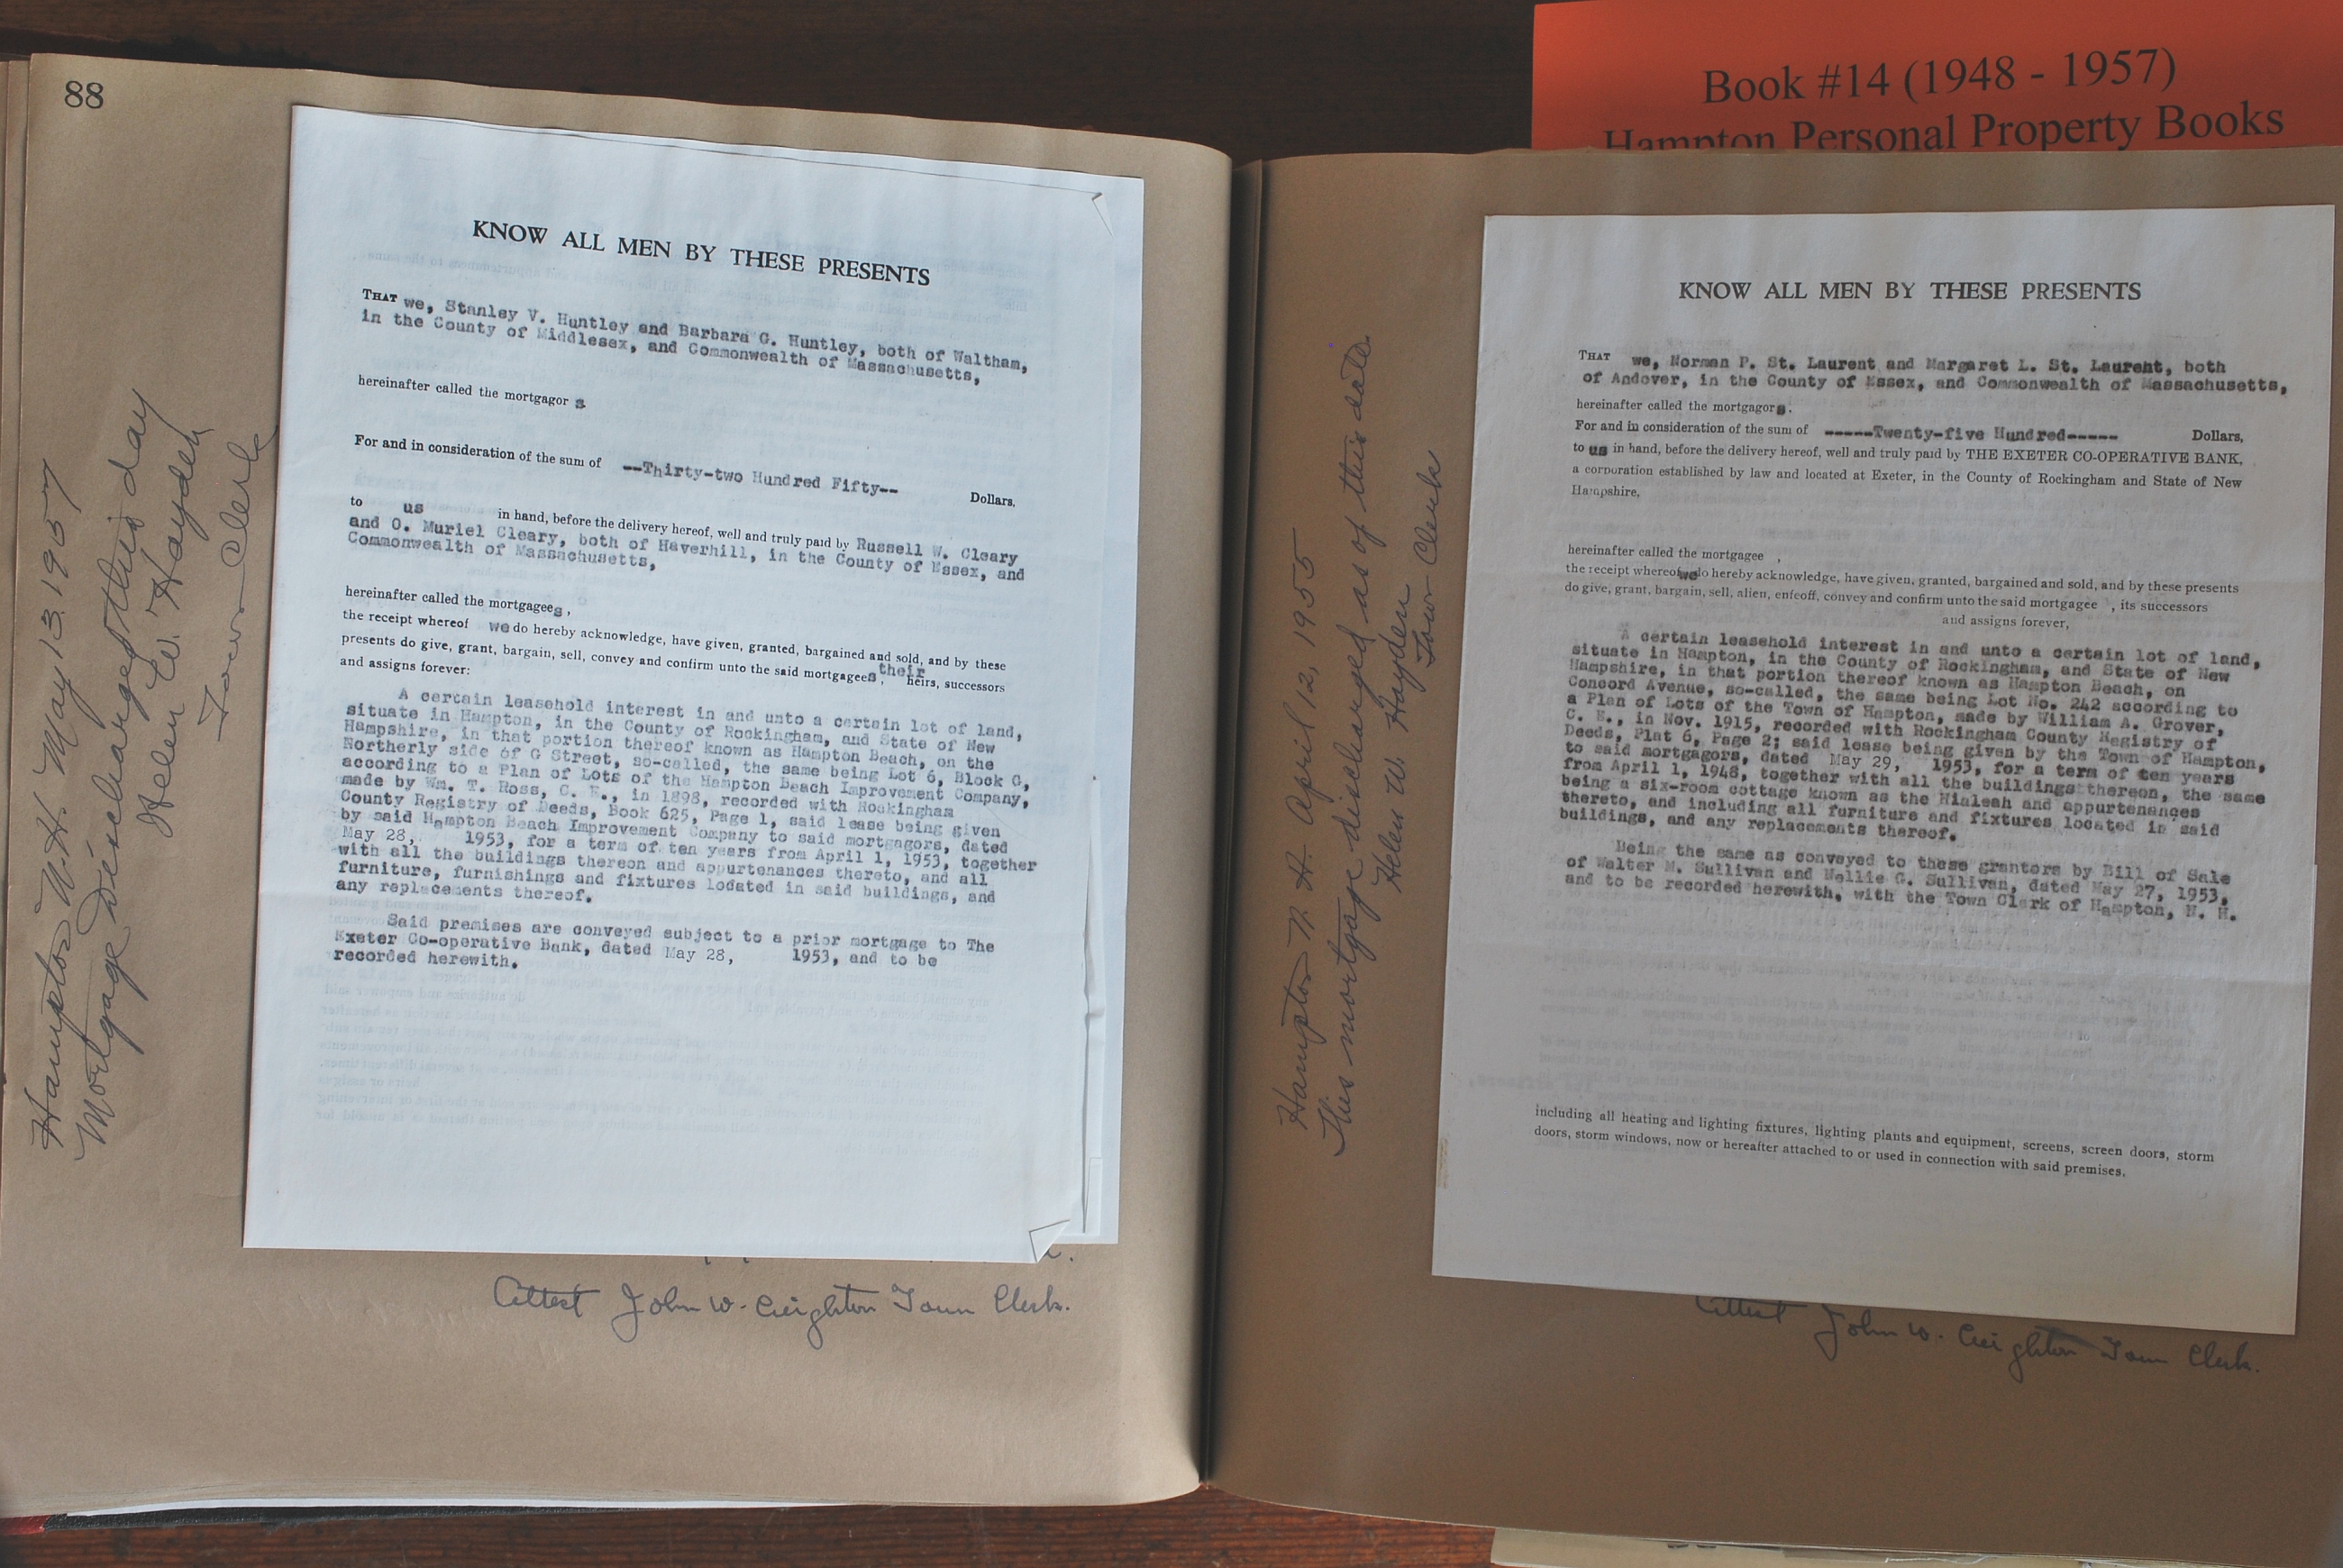 88
Book #14 (1948 - 1957)
Hampton Personal Property Books
Hampton N.H. May 13, 1957
Mortgage Discharged this day
Helen W. Hayden
Town Clerk
KNOW ALL MEN BY THESE PRESENTS
THAT we, Stanley V. Huntley and Barbara G. Huntley, both of Waltham,
in the County of Middlesex, and Commonwealth of Massachusetts,
hereinafter called the mortgagor s
For and in consideration of the sum of --Thirty-two Hundred Fifty-- Dollars,
to us in hand, before the delivery hereof, well and truly paid by Russell W. Cleary
and O. Muriel Cleary, both of Haverhill, in the County of Essex, and
Commonwealth of Massachusetts,
hereinafter called the mortgagees,
the receipt whereof we do hereby acknowledge, have given, granted, bargained and sold, and by these
presents do give, grant, bargain, sell, convey and confirm unto the said mortgagees, their heirs, successors
and assigns forever:
A certain leasehold interest in and unto a certain lot of land,
situate in Hampton, in the County of Rockingham, and State of New
Hampshire, in that portion thereof known as Hampton Beach, on the
Northerly side of G Street, so-called, the same being Lot 6, Block G,
according to a Plan of Lots of the Hampton Beach Improvement Company,
made by Wm. T. Ross, C. E., in 1898, recorded with Rockingham
County Registry of Deeds, Book 625, Page 1, said lease being given
by said Hampton Beach Improvement Company to said mortgagors, dated
May 28, 1953, for a term of ten years from April 1, 1953, together
with all the buildings thereon and appurtenances thereto, and all
furniture, furnishings and fixtures located in said buildings, and
any replacements thereof.
Said premises are conveyed subject to a prior mortgage to The
Exeter Co-operative Bank, dated May 28, 1953, and to be
recorded herewith.
Attest John W. Creighton Town Clerk.
Hampton N. H. April 12, 1955
This mortgage discharged as of this date.
Helen W. Hayden
Town Clerk
KNOW ALL MEN BY THESE PRESENTS
THAT we, Norman P. St. Laurent and Margaret L. St. Laurent, both
of Andover, in the County of Essex, and Commonwealth of Massachusetts,
hereinafter called the mortgagors.
For and in consideration of the sum of -----Twenty-five Hundred----- Dollars,
to us in hand, before the delivery hereof, well and truly paid by THE EXETER CO-OPERATIVE BANK,
a corporation established by law and located at Exeter, in the County of Rockingham and State of New
Hampshire,
hereinafter called the mortgagee ,
the receipt whereof we do hereby acknowledge, have given, granted, bargained and sold, and by these presents
do give, grant, bargain, sell, alien, enfeoff, convey and confirm unto the said mortgagee , its successors
and assigns forever,
A certain leasehold interest in and unto a certain lot of land,
situate in Hampton, in the County of Rockingham, and State of New
Hampshire, in that portion thereof known as Hampton Beach, on
Concord Avenue, so-called, the same being Lot No. 242 according to
a Plan of Lots of the Town of Hampton, made by William A. Grover,
C. E., in Nov. 1915, recorded with Rockingham County Registry of
Deeds, Plat 6, Page 2; said lease being given by the Town of Hampton,
to said mortgagors, dated May 29, 1953, for a term of ten years
from April 1, 1948, together with all the buildings thereon, the same
being a six-room cottage known as the Hialeah and appurtenances
thereto, and including all furniture and fixtures located in said
buildings, and any replacements thereof.
Being the same as conveyed to these grantors by Bill of Sale
of Walter M. Sullivan and Nellie G. Sullivan, dated May 27, 1953,
and to be recorded herewith, with the Town Clerk of Hampton, N. H.
including all heating and lighting fixtures, lighting plants and equipment, screens, screen doors, storm
doors, storm windows, now or hereafter attached to or used in connection with said premises.
Attest John W. Creighton Town Clerk.